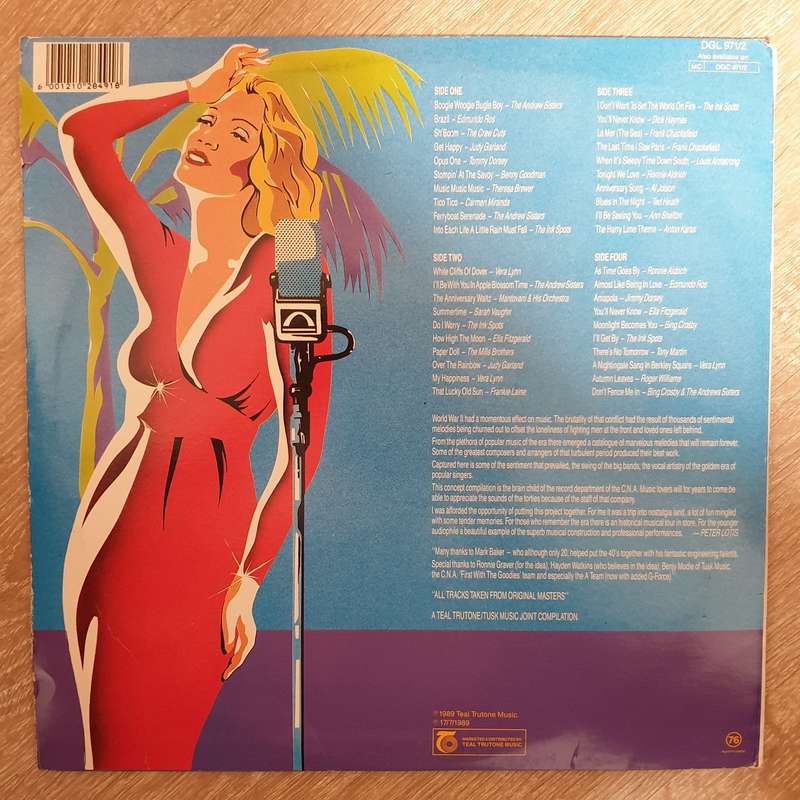 DGL 971/2
Also available on:
MC DGC 971/2
6 001210 284918
SIDE ONE
Boogie Woogie Bugle Boy – The Andrew Sisters
Brazil – Edmundo Ros
Sh'Boom – The Crew Cuts
Get Happy – Judy Garland
Opus One – Tommy Dorsey
Stompin' At The Savoy – Benny Goodman
Music Music Music – Theresa Brewer
Tico Tico – Carmen Miranda
Ferryboat Serenade – The Andrew Sisters
Into Each Life A Little Rain Must Fall – The Ink Spots
SIDE TWO
While Cliffs Of Dover – Vera Lynn
I'll Be With You In Apple Blossom Time – The Andrew Sisters
The Anniversary Waltz – Mantovani & His Orchestra
Summertime – Sarah Vaughn
Do I Worry – The Ink Spots
How High The Moon – Ella Fitzgerald
Paper Doll – The Mills Brothers
Over The Rainbow – Judy Garland
My Happiness – Vera Lynn
That Lucky Old Sun – Frankie Laine
SIDE THREE
I Don't Want To Set The World On Fire – The Ink Spots
You'll Never Know – Dick Haymes
La Mer (The Sea) – Frank Chacksfield
The Last Time I Saw Paris – Frank Chacksfield
When It's Sleepy Time Down South – Louis Armstrong
Tonight We Love – Ronnie Aldrich
Anniversary Song – Al Jolson
Blues In The Night – Ted Heath
I'll Be Seeing You – Ann Shelton
The Harry Lime Theme – Anton Karas
SIDE FOUR
As Time Goes By – Ronnie Aldrich
Almost Like Being In Love – Edmundo Ros
Amapola – Jimmy Dorsey
You'll Never Know – Ella Fitzgerald
Moonlight Becomes You – Bing Crosby
I'll Get By – The Ink Spots
There's No Tomorrow – Tony Martin
A Nightingale Sang In Berkley Square – Vera Lynn
Autumn Leaves – Roger Williams
Don't Fence Me In – Bing Crosby & The Andrews Sisters
World War II had a momentous effect on music. The brutality of that conflict had the result of thousands of sentimental
melodies being churned out to offset the loneliness of fighting men at the front and loved ones left behind.
From the plethora of popular music of the era there emerged a catalogue of marvelous melodies that will remain forever.
Some of the greatest composers and arrangers of that turbulent period produced their best work.
Captured here is some of the sentiment that prevailed, the swing of the big bands, the vocal artistry of the golden era of
popular singers.
This concept compilation is the brain child of the record department of the C.N.A. Music lovers will for years to come be
able to appreciate the sounds of the forties because of the staff of that company.
I was afforded the opportunity of putting this project together. For me it was a trip into nostalgia land, a lot of fun mingled
with some tender memories. For those who remember the era there is an historical musical tour in store. For the younger
audiophile a beautiful example of the superb musical construction and professional performances. — PETER LOTIS
"Many thanks to Mark Baker – who although only 20, helped put the 40's together with his fantastic engineering talents.
Special thanks to Ronnie Graver (for the idea), Hayden Watkins (who believes in the idea), Benjy Mudie of Tusk Music,
the C.N.A. 'First With The Goodies' team and especially the A Team (now with added G-Force).
"ALL TRACKS TAKEN FROM ORIGINAL MASTERS"
A TEAL TRUTONE/TUSK MUSIC JOINT COMPILATION.
℗1989 Teal Trutone Music.
℗ 17/7/1989
MARKETED & DISTRIBUTED BY:
TEAL TRUTONE MUSIC
76